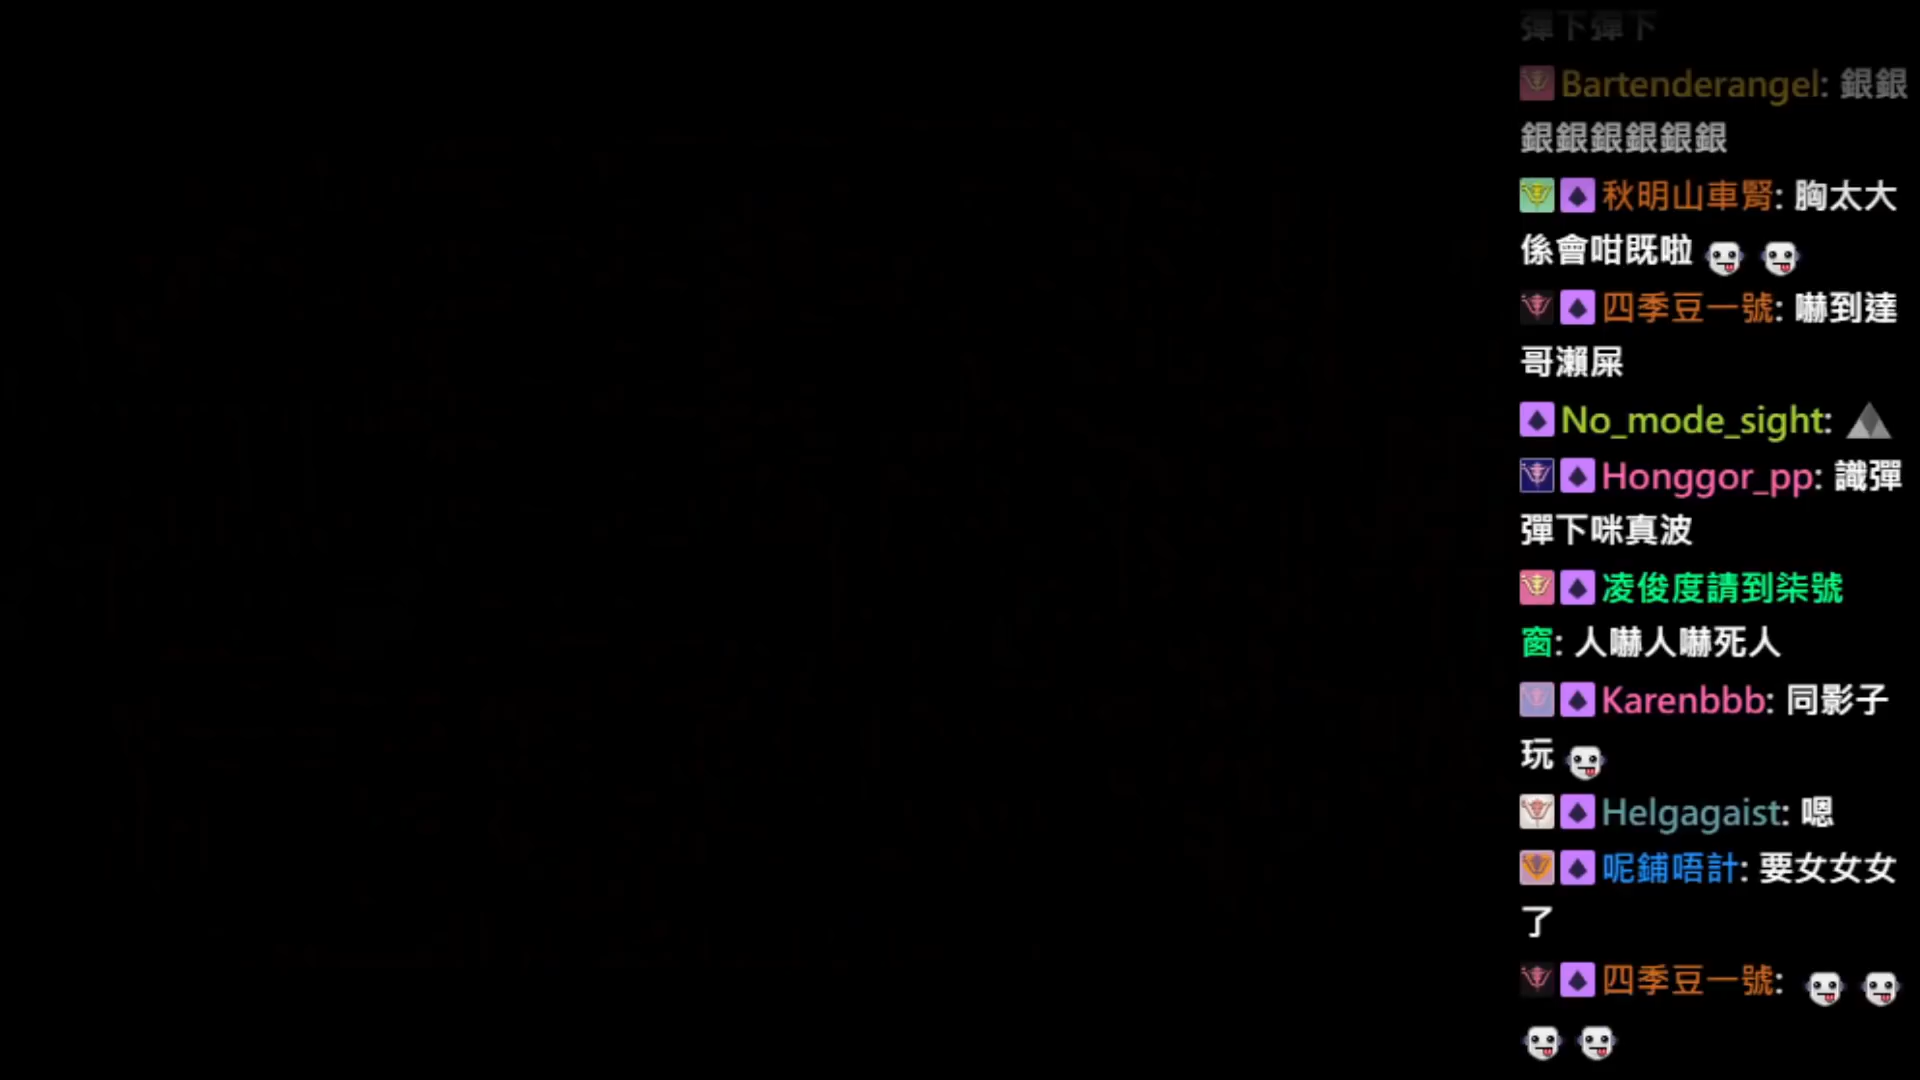 彈下彈下
Bartenderangel: 銀銀
銀銀銀銀銀銀
秋明山車腎: 胸太大
係會咁既啦
四季豆一號: 嚇到達
哥瀨屎
No_mode_sight:
Honggor_pp: 識彈
彈下咪真波
凌俊度請到柒號
窗: 人嚇人嚇死人
Karenbbb: 同影子
玩
Helgagaist: 嗯
呢鋪唔計: 要女女女
了
四季豆一號: